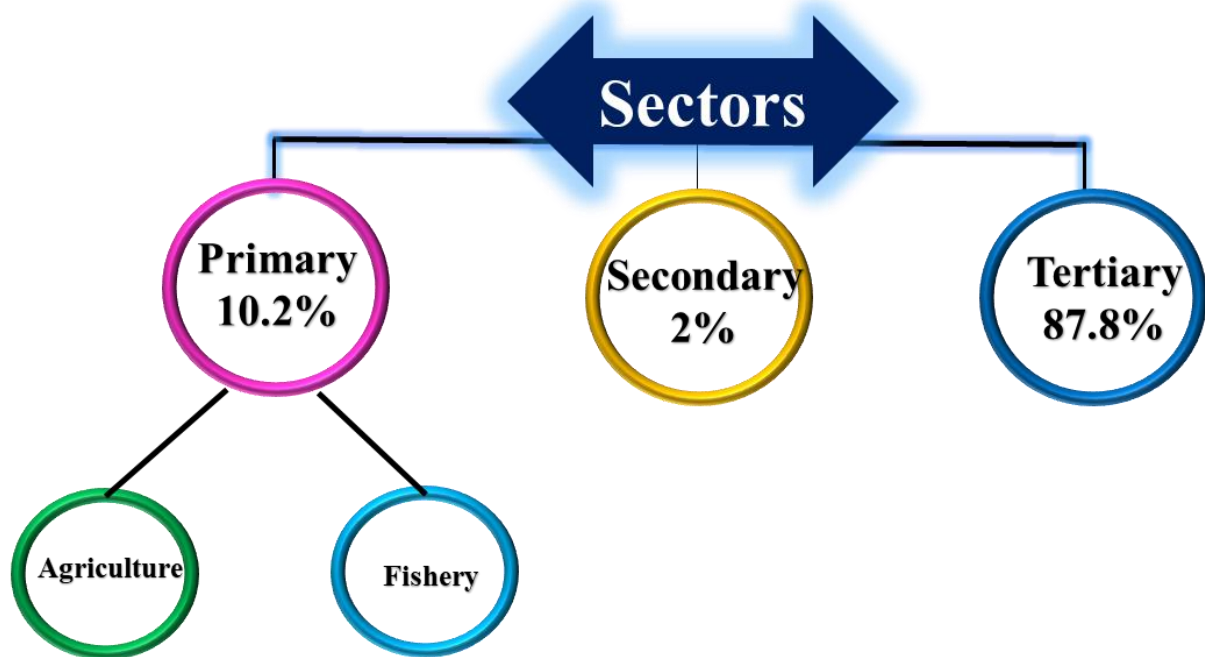 Sectors
Primary
10.2%
Secondary
2%
Tertiary
87.8%
Agriculture
Fishery